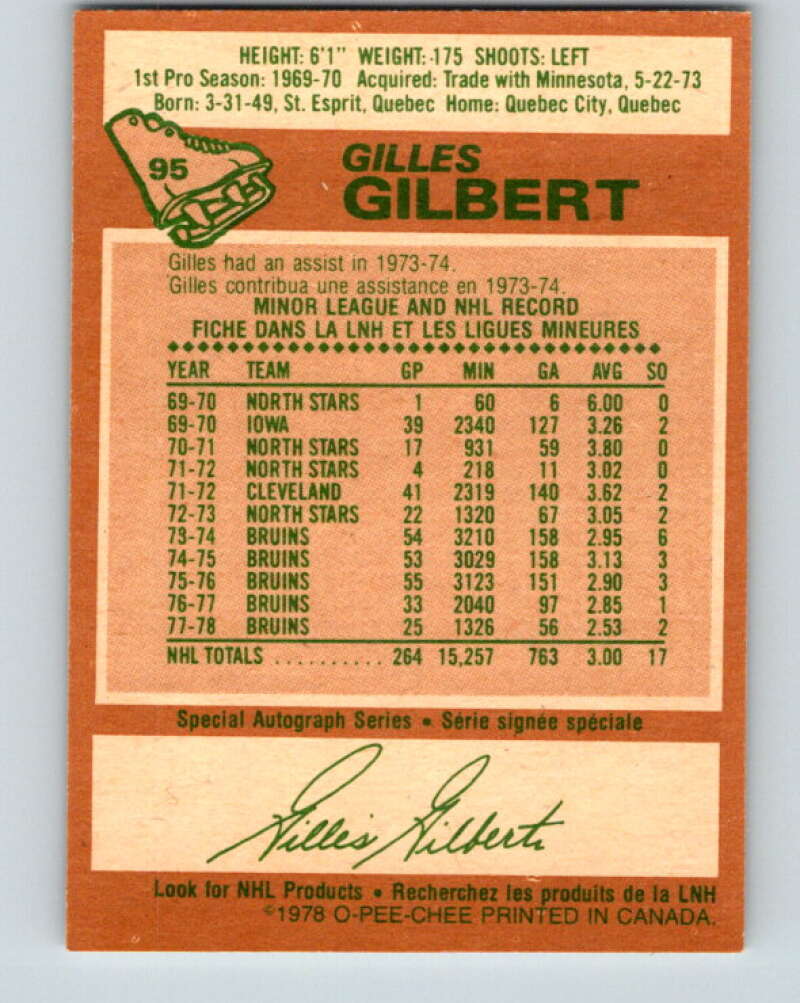 HEIGHT: 6'1" WEIGHT: 175 SHOOTS: LEFT
1st Pro Season: 1969-70 Acquired: Trade with Minnesota, 5-22-73
Born: 3-31-49, St. Esprit, Quebec Home: Quebec City, Quebec
95
GILLES
GILBERT
Gilles had an assist in 1973-74.
Gilles contribua une assistance en 1973-74.
MINOR LEAGUE AND NHL RECORD
FICHE DANS LA LNH ET LES LIGUES MINEURES
YEAR TEAM GP MIN GA AVG SO
69-70 NORTH STARS 1 60 6 6.00 0
69-70 IOWA 39 2340 127 3.26 2
70-71 NORTH STARS 17 931 59 3.80 0
71-72 NORTH STARS 4 218 11 3.02 0
71-72 CLEVELAND 41 2319 140 3.62 2
72-73 NORTH STARS 22 1320 67 3.05 2
73-74 BRUINS 54 3210 158 2.95 6
74-75 BRUINS 53 3029 158 3.13 3
75-76 BRUINS 55 3123 151 2.90 3
76-77 BRUINS 33 2040 97 2.85 1
77-78 BRUINS 25 1326 56 2.53 2
NHL TOTALS .......... 264 15,257 763 3.00 17
Special Autograph Series • Série signée spéciale
Gilles Gilbert
Look for NHL Products • Recherchez les produits de la LNH
©1978 O-PEE-CHEE PRINTED IN CANADA.